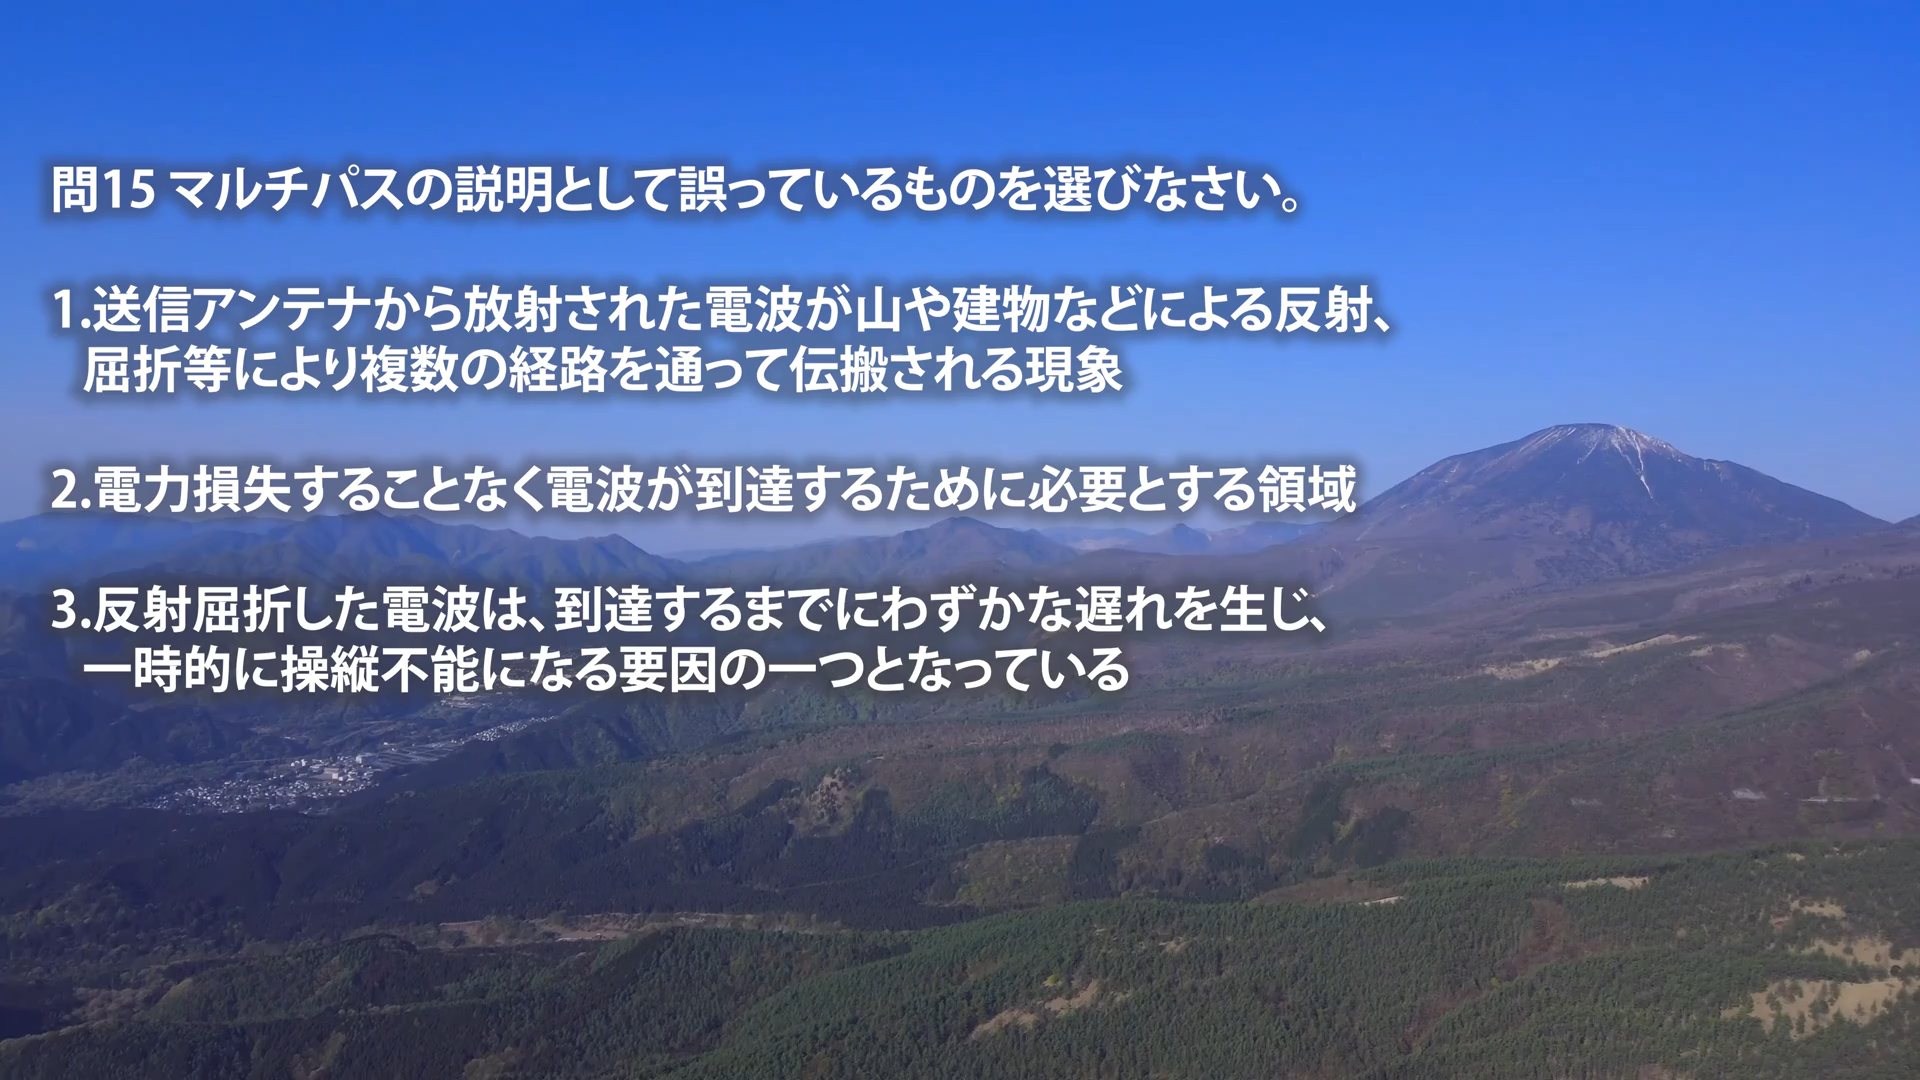 問15 マルチパスの説明として誤っているものを選びなさい。
1.送信アンテナから放射された電波が山や建物などによる反射、
屈折等により複数の経路を通って伝搬される現象
2.電力損失することなく電波が到達するために必要とする領域
3.反射屈折した電波は、到達するまでにわずかな遅れを生じ、
一時的に操縦不能になる要因の一つとなっている